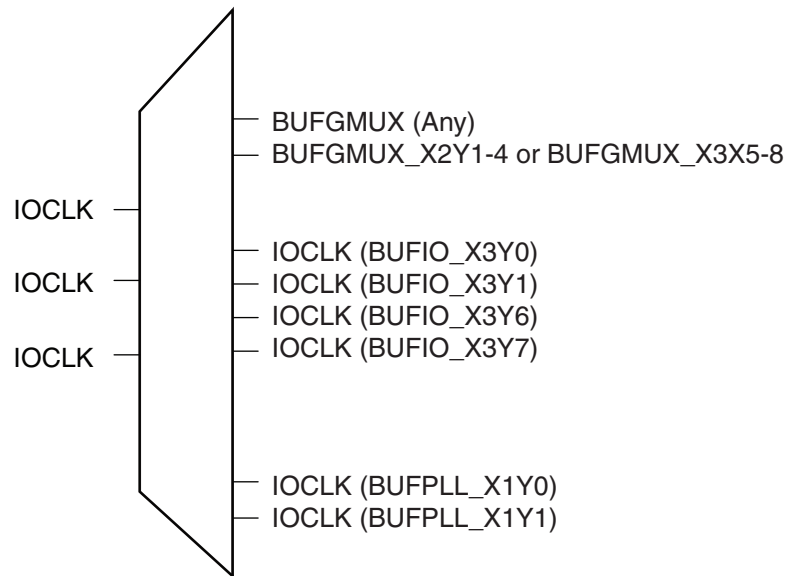 BUFGMUX (Any)
BUFGMUX_X2Y1-4 or BUFGMUX_X3X5-8
IOCLK
IOCLK
IOCLK
IOCLK (BUFIO_X3Y0)
IOCLK (BUFIO_X3Y1)
IOCLK (BUFIO_X3Y6)
IOCLK (BUFIO_X3Y7)
IOCLK (BUFPLL_X1Y0)
IOCLK (BUFPLL_X1Y1)